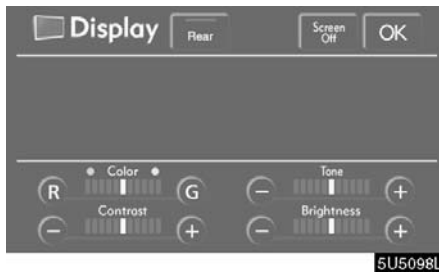 Display Rear Screen Off OK
Color Tone
R G − +
Contrast Brightness
− + − +
5U5098L